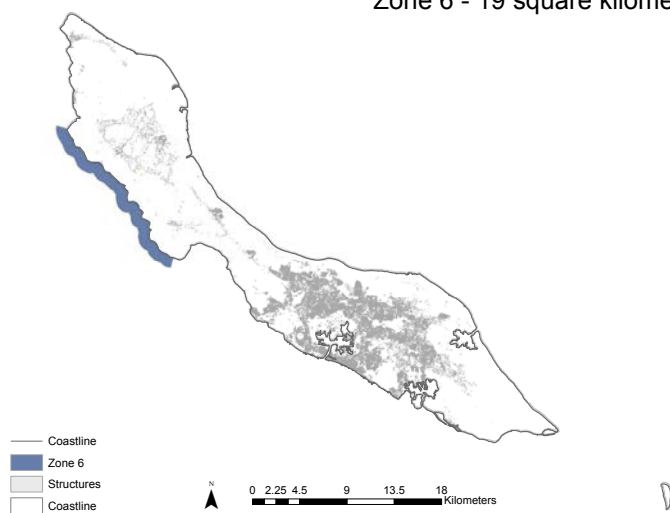 Zone 6 - 19 square kilome
Coastline
Zone 6
Structures
Coastline
N
0 2.25 4.5 9 13.5 18
Kilometers